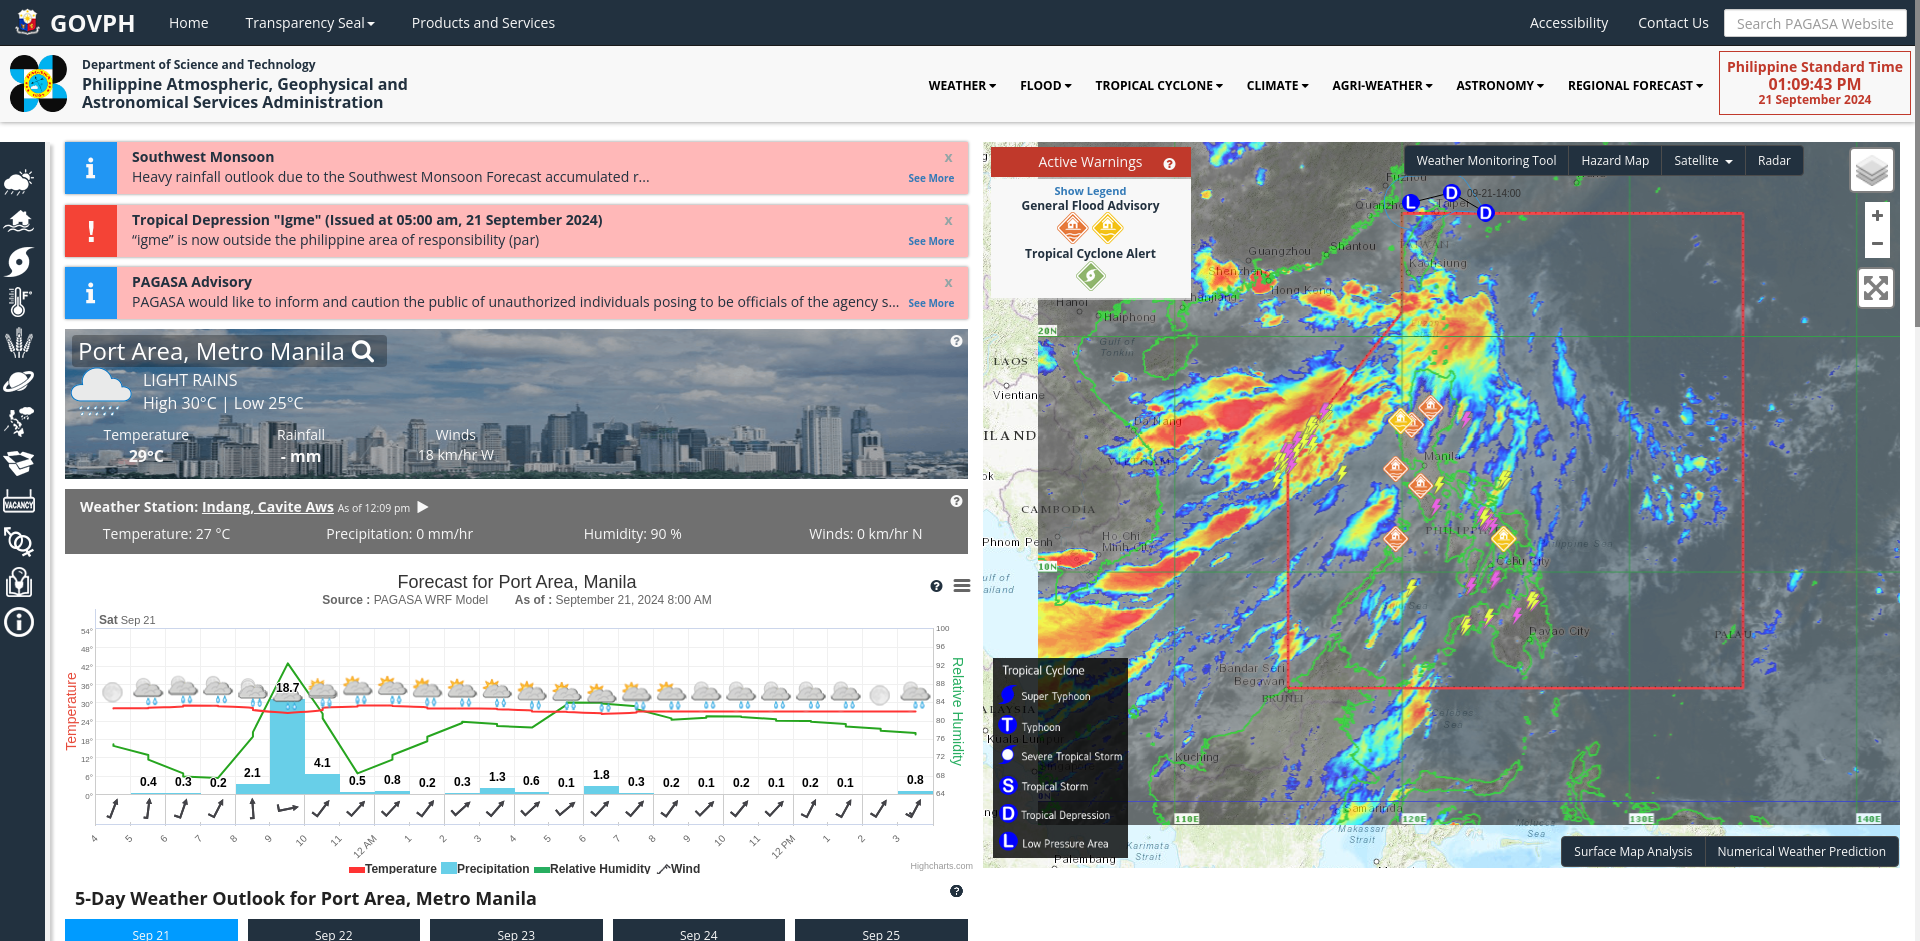 GOVPH
Home
Transparency Seal
Products and Services
Accessibility
Contact Us
Search PAGASA Website
Department of Science and Technology
Philippine Atmospheric, Geophysical and
Astronomical Services Administration
WEATHER
FLOOD
TROPICAL CYCLONE
CLIMATE
AGRI-WEATHER
ASTRONOMY
REGIONAL FORECAST
Philippine Standard Time
01:09:43 PM
21 September 2024
Southwest Monsoon
x
Heavy rainfall outlook due to the Southwest Monsoon Forecast accumulated r...
See More
Tropical Depression "Igme" (Issued at 05:00 am, 21 September 2024)
x
“igme” is now outside the philippine area of responsibility (par)
See More
PAGASA Advisory
x
PAGASA would like to inform and caution the public of unauthorized individuals posing to be officials of the agency s...
See More
VACANCY
Port Area, Metro Manila
LIGHT RAINS
High 30°C | Low 25°C
Temperature
Rainfall
Winds
29°C
- mm
18 km/hr W
Weather Station: Indang, Cavite Aws As of 12:09 pm
Temperature: 27 °C
Precipitation: 0 mm/hr
Humidity: 90 %
Winds: 0 km/hr N
Forecast for Port Area, Manila
Source : PAGASA WRF Model As of : September 21, 2024 8:00 AM
Sat Sep 21
54°
48°
42°
36°
30°
24°
18°
12°
6°
0°
Temperature
100
96
92
88
84
80
76
72
68
64
Relative Humidity
0.4
0.3
0.2
2.1
18.7
4.1
0.5
0.8
0.2
0.3
1.3
0.6
0.1
1.8
0.3
0.2
0.1
0.2
0.1
0.2
0.1
0.8
4
5
6
7
8
9
10
11
12 AM
1
2
3
4
5
6
7
8
9
10
11
12 PM
1
2
3
Temperature
Precipitation
Relative Humidity
Wind
Highcharts.com
5-Day Weather Outlook for Port Area, Metro Manila
Sep 21
Sep 22
Sep 23
Sep 24
Sep 25
Active Warnings
Show Legend
General Flood Advisory
Tropical Cyclone Alert
Weather Monitoring Tool
Hazard Map
Satellite
Radar
+
−
L
D
D
09-21-14:00
Taipei
Guangzhou
Shantou
Kaohsiung
Shenzhen
Hong Kong
Zhanjiang
Hanoi
Haiphong
20N
Gulf of
Tonkin
LAOS
Vientiane
Da Nang
VIETNAM
Manila
CAMBODIA
Phnom Penh
Ho Chi
Minh City
Cebu City
10N
Davao City
PALAU
Bandar Seri
Begawan
BRUNEI
Kuala Lumpur
Kuching
Samarinda
110E
120E
130E
140E
Makassar
Strait
Karimata
Strait
Palembang
Tropical Cyclone
Super Typhoon
T Typhoon
Severe Tropical Storm
S Tropical Storm
D Tropical Depression
L Low Pressure Area
Surface Map Analysis
Numerical Weather Prediction